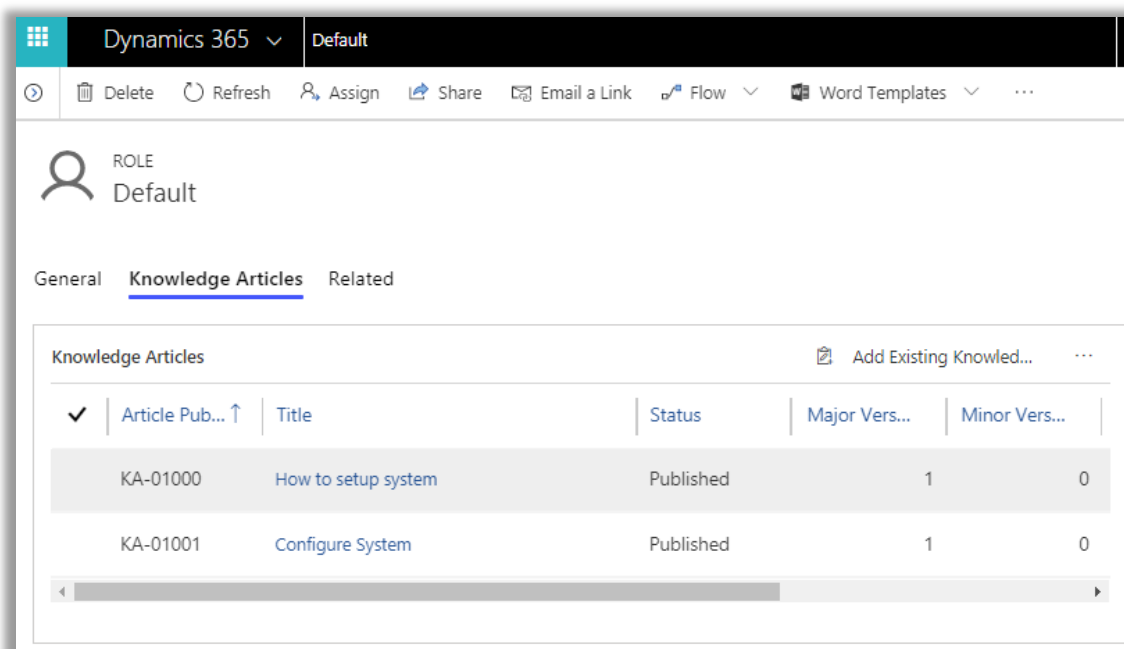 Dynamics 365 Default
Delete Refresh Assign Share Email a Link Flow Word Templates ...
ROLE
Default
General Knowledge Articles Related
Knowledge Articles Add Existing Knowled... ...
Article Pub... ↑ Title Status Major Vers... Minor Vers...
KA-01000 How to setup system Published 1 0
KA-01001 Configure System Published 1 0